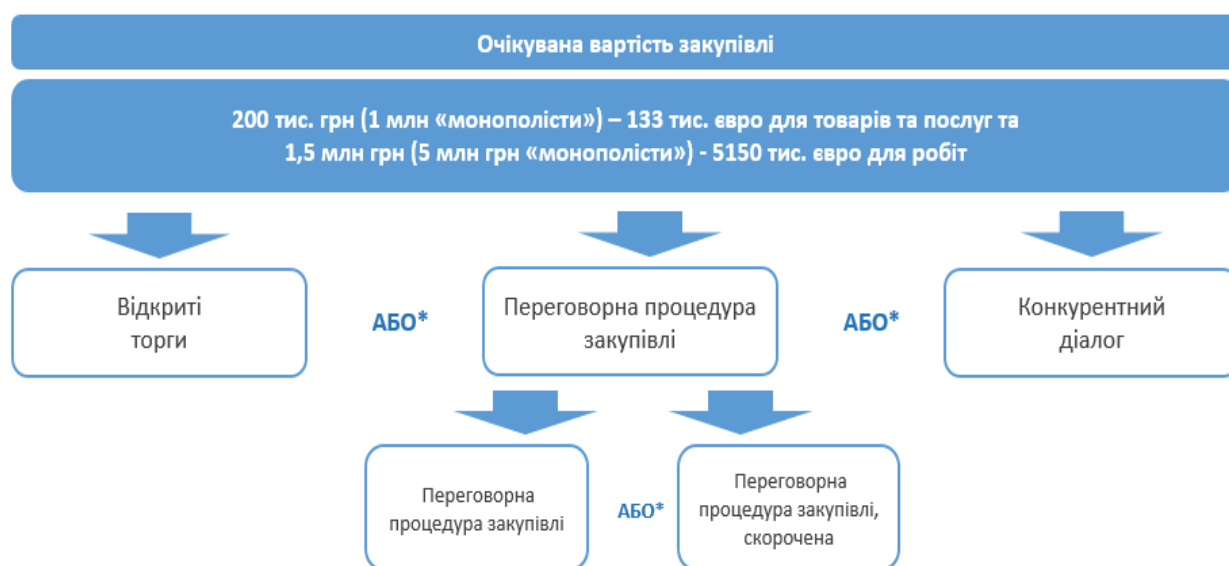 Очікувана вартість закупівлі
200 тис. грн (1 млн «монополісти») – 133 тис. євро для товарів та послуг та
1,5 млн грн (5 млн грн «монополісти») - 5150 тис. євро для робіт
Відкриті
торги
АБО*
Переговорна процедура
закупівлі
АБО*
Конкурентний
діалог
Переговорна
процедура закупівлі
АБО*
Переговорна
процедура закупівлі,
скорочена